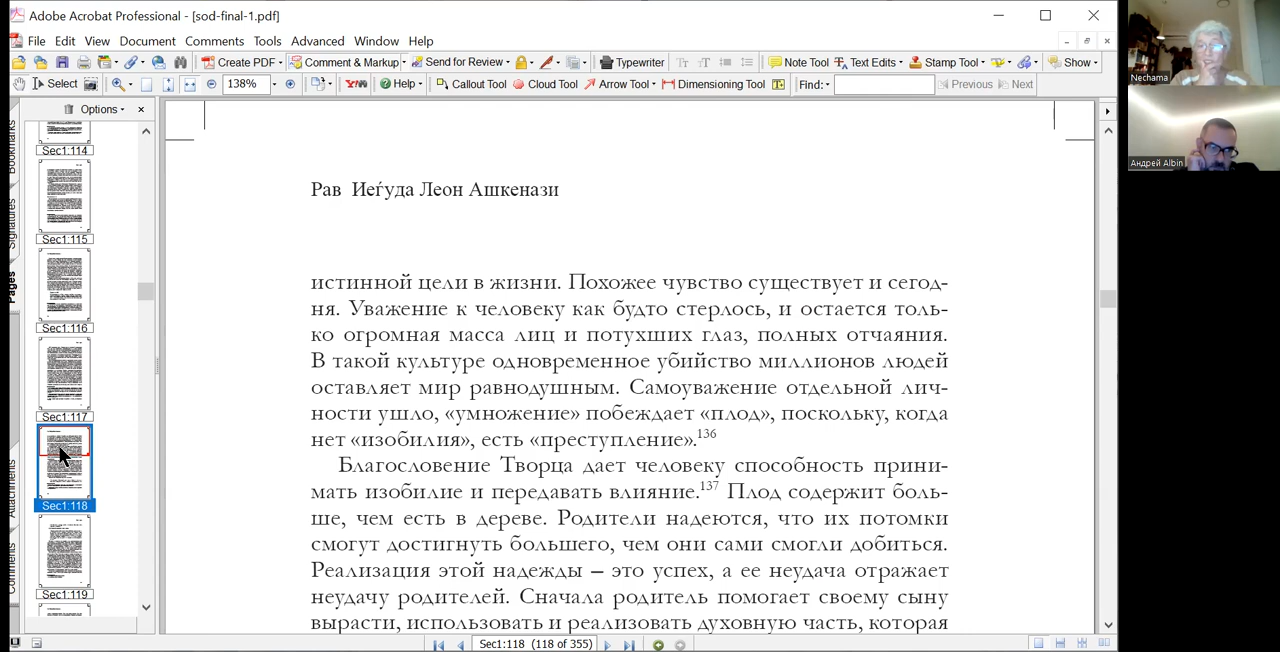 Adobe Acrobat Professional - [sod-final-1.pdf]
File Edit View Document Comments Tools Advanced Window Help
Create PDF Comment & Markup Send for Review Typewriter Note Tool Text Edits Stamp Tool Show
Select 138% Y! Help Callout Tool Cloud Tool Arrow Tool Dimensioning Tool Find: Previous Next
Options
Bookmarks
Signatures
Pages
Attachments
Comments
Sec1:114
Sec1:115
Sec1:116
Sec1:117
Sec1:118
Sec1:119
Рав Иеѓуда Леон Ашкенази
истинной цели в жизни. Похожее чувство существует и сегод-
ня. Уважение к человеку как будто стерлось, и остается толь-
ко огромная масса лиц и потухших глаз, полных отчаяния.
В такой культуре одновременное убийство миллионов людей
оставляет мир равнодушным. Самоуважение отдельной лич-
ности ушло, «умножение» побеждает «плод», поскольку, когда
нет «изобилия», есть «преступление».136
Благословение Творца дает человеку способность прини-
мать изобилие и передавать влияние.137 Плод содержит боль-
ше, чем есть в дереве. Родители надеются, что их потомки
смогут достигнуть большего, чем они сами смогли добиться.
Реализация этой надежды – это успех, а ее неудача отражает
неудачу родителей. Сначала родитель помогает своему сыну
вырасти, использовать и реализовать духовную часть, которая
Sec1:118 (118 of 355)
Nechama
Андрей Albin